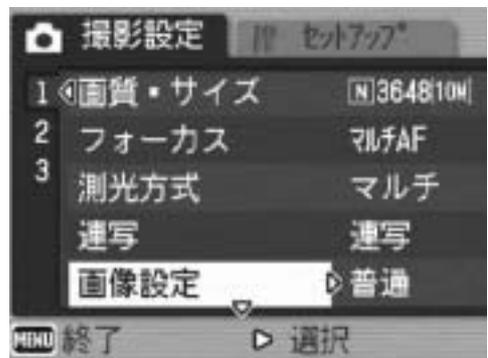 撮影設定 セットアップ
1 画質・サイズ N3648 10M
2 フォーカス マルチAF
3 測光方式 マルチ
連写 連写
画像設定 普通
MENU 終了 選択